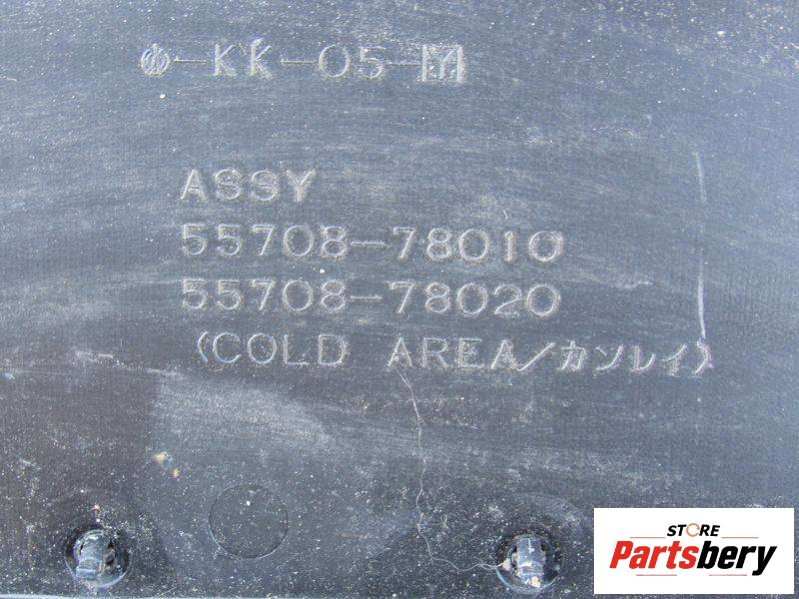 KK-05-M
ASSY
55708-78010
55708-78020
(COLD AREA/カンレイ)
STORE
Partsbery